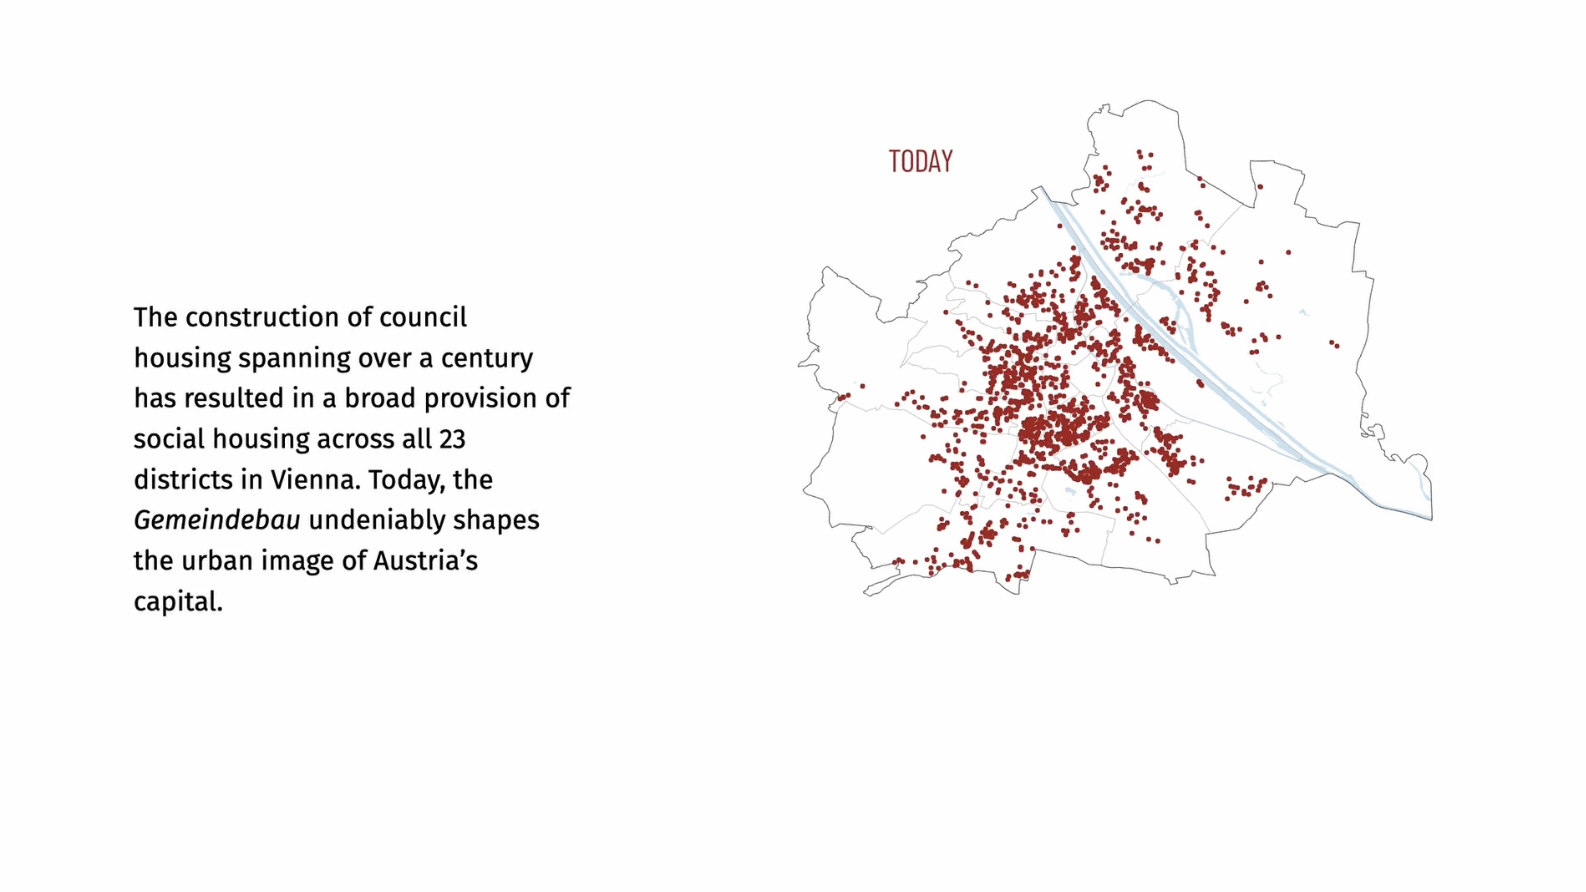 The construction of council
housing spanning over a century
has resulted in a broad provision of
social housing across all 23
districts in Vienna. Today, the
Gemeindebau undeniably shapes
the urban image of Austria’s
capital.
TODAY